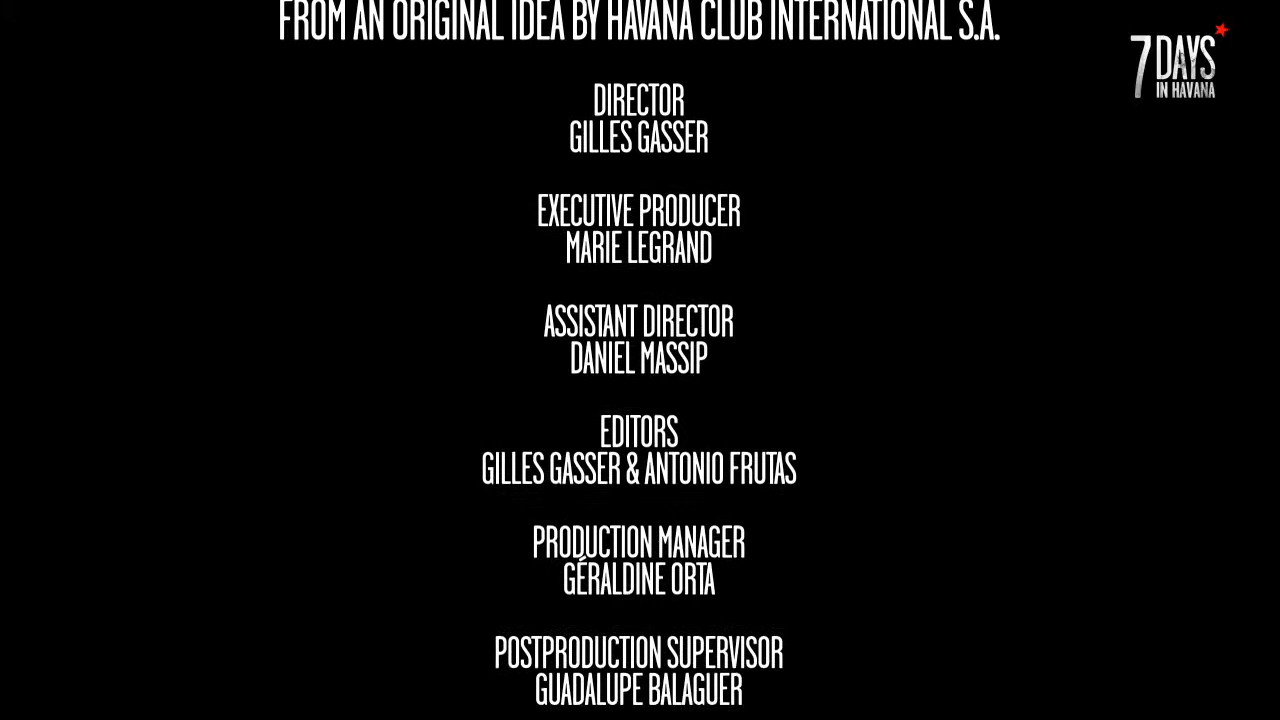 FROM AN ORIGINAL IDEA BY HAVANA CLUB INTERNATIONAL S.A.
7 DAYS
IN HAVANA
DIRECTOR
GILLES GASSER
EXECUTIVE PRODUCER
MARIE LEGRAND
ASSISTANT DIRECTOR
DANIEL MASSIP
EDITORS
GILLES GASSER & ANTONIO FRUTAS
PRODUCTION MANAGER
GÉRALDINE ORTA
POSTPRODUCTION SUPERVISOR
GUADALUPE BALAGUER